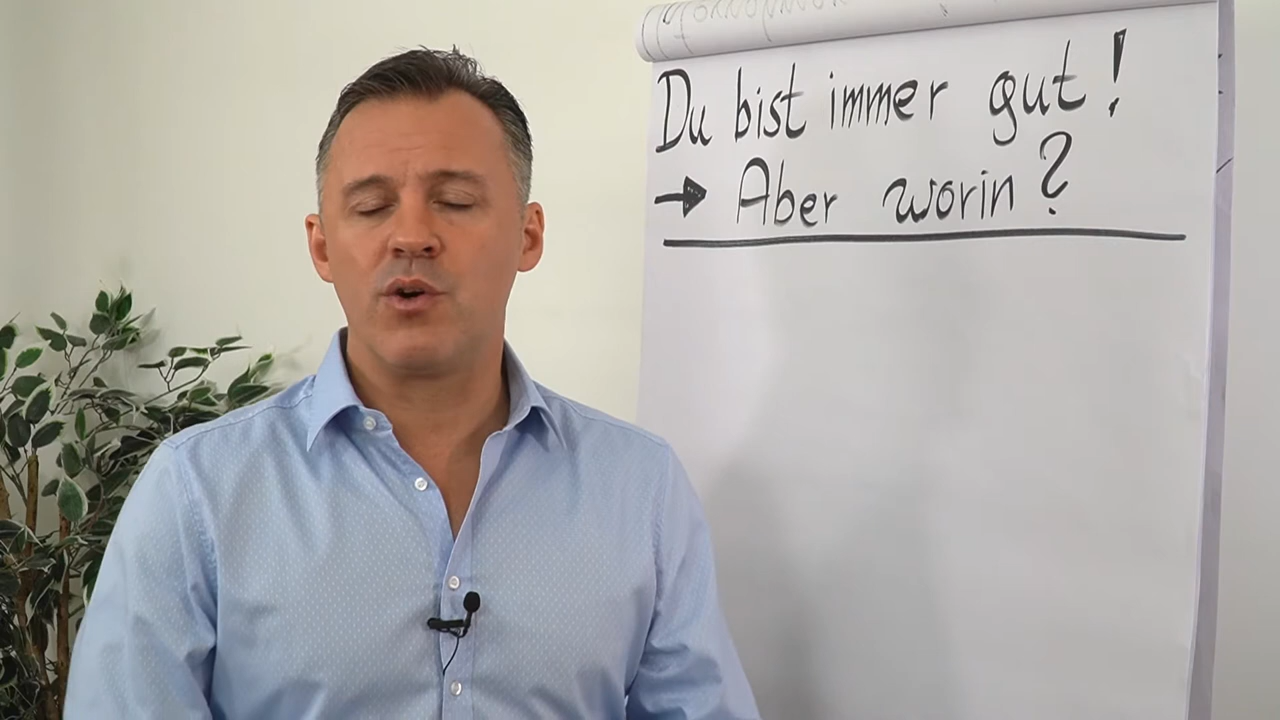 Du bist immer gut!
→ Aber worin?